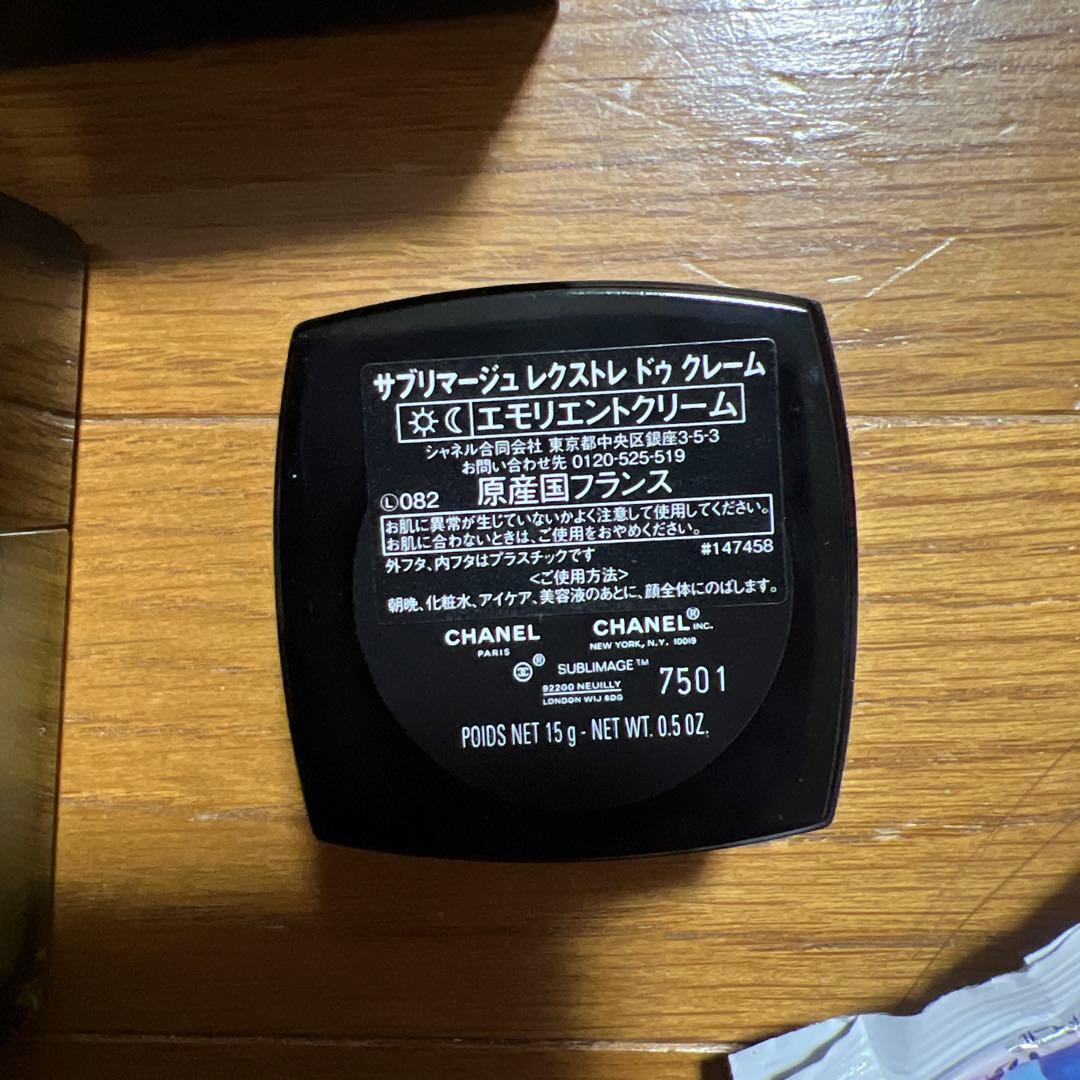 サブリマージュ レクストレ ドゥ クレーム
エモリエントクリーム
シャネル合同会社 東京都中央区銀座3-5-3
お問い合わせ先 0120-525-519
Ⓛ082 原産国フランス
お肌に異常が生じていないかよく注意して使用してください。
お肌に合わないときは、ご使用をおやめください。
外フタ、内フタはプラスチックです #147458
<ご使用方法>
朝晩、化粧水、アイケア、美容液のあとに、顔全体にのばします。
CHANEL CHANEL® INC.
PARIS NEW YORK, N.Y. 10019
® SUBLIMAGE™
92200 NEUILLY 7501
LONDON W1J 6DG
POIDS NET 15 g - NET WT. 0.5 OZ.